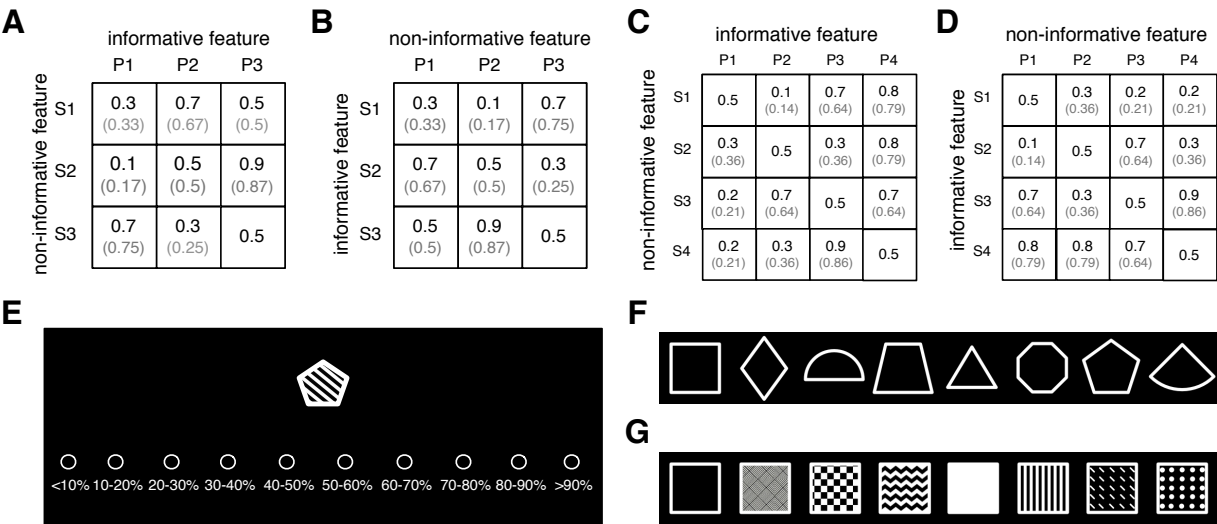 A
informative feature
P1 P2 P3
non-informative feature
S1 0.3 0.7 0.5
(0.33) (0.67) (0.5)
S2 0.1 0.5 0.9
(0.17) (0.5) (0.87)
S3 0.7 0.3 0.5
(0.75) (0.25)
B
non-informative feature
P1 P2 P3
informative feature
S1 0.3 0.1 0.7
(0.33) (0.17) (0.75)
S2 0.7 0.5 0.3
(0.67) (0.5) (0.25)
S3 0.5 0.9 0.5
(0.5) (0.87)
C
informative feature
P1 P2 P3 P4
non-informative feature
S1 0.5 0.1 0.7 0.8
(0.14) (0.64) (0.79)
S2 0.3 0.5 0.3 0.8
(0.36) (0.36) (0.79)
S3 0.2 0.7 0.5 0.7
(0.21) (0.64) (0.64)
S4 0.2 0.3 0.9 0.5
(0.21) (0.36) (0.86)
D
non-informative feature
P1 P2 P3 P4
informative feature
S1 0.5 0.3 0.2 0.2
(0.36) (0.21) (0.21)
S2 0.1 0.5 0.7 0.3
(0.14) (0.64) (0.36)
S3 0.7 0.3 0.5 0.9
(0.64) (0.36) (0.86)
S4 0.8 0.8 0.7 0.5
(0.79) (0.79) (0.64)
E
<10% 10-20% 20-30% 30-40% 40-50% 50-60% 60-70% 70-80% 80-90% >90%
F
G